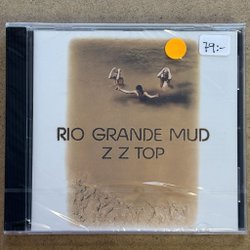 79:-
RIO GRANDE MUD
Z Z TOP